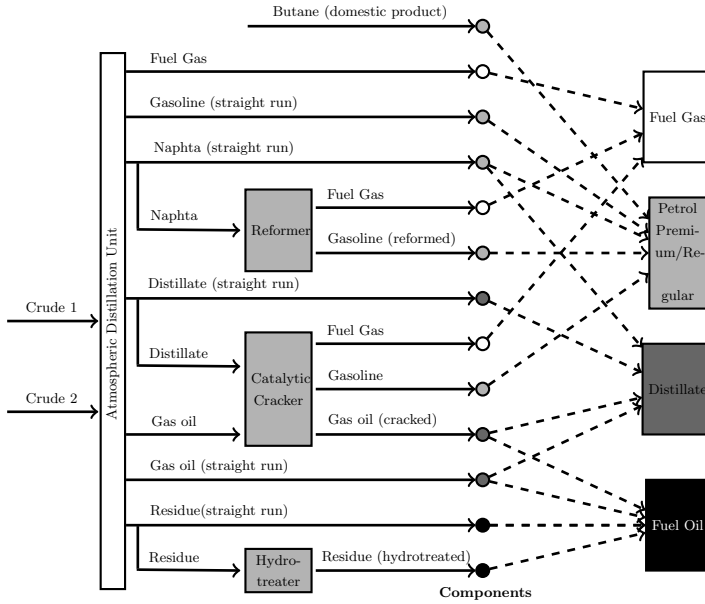 Butane (domestic product)
Fuel Gas
Gasoline (straight run)
Naphta (straight run)
Naphta
Reformer
Fuel Gas
Gasoline (reformed)
Distillate (straight run)
Distillate
Catalytic
Cracker
Fuel Gas
Gasoline
Gas oil
Gas oil (cracked)
Gas oil (straight run)
Residue(straight run)
Residue
Hydro-
treater
Residue (hydrotreated)
Components
Crude 1
Crude 2
Atmospheric Distillation Unit
Fuel Gas
Petrol
Premi-
um/Re-
gular
Distillate
Fuel Oil